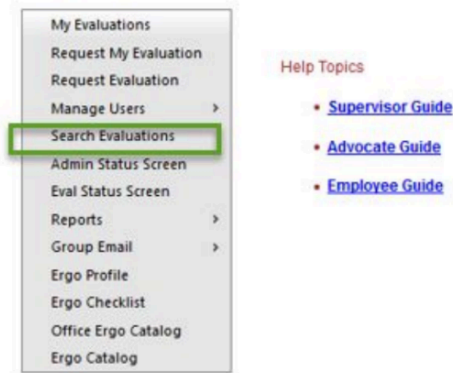 My Evaluations
Request My Evaluation
Request Evaluation
Manage Users >
Search Evaluations
Admin Status Screen
Eval Status Screen
Reports >
Group Email >
Ergo Profile
Ergo Checklist
Office Ergo Catalog
Ergo Catalog
Help Topics
• Supervisor Guide
• Advocate Guide
• Employee Guide